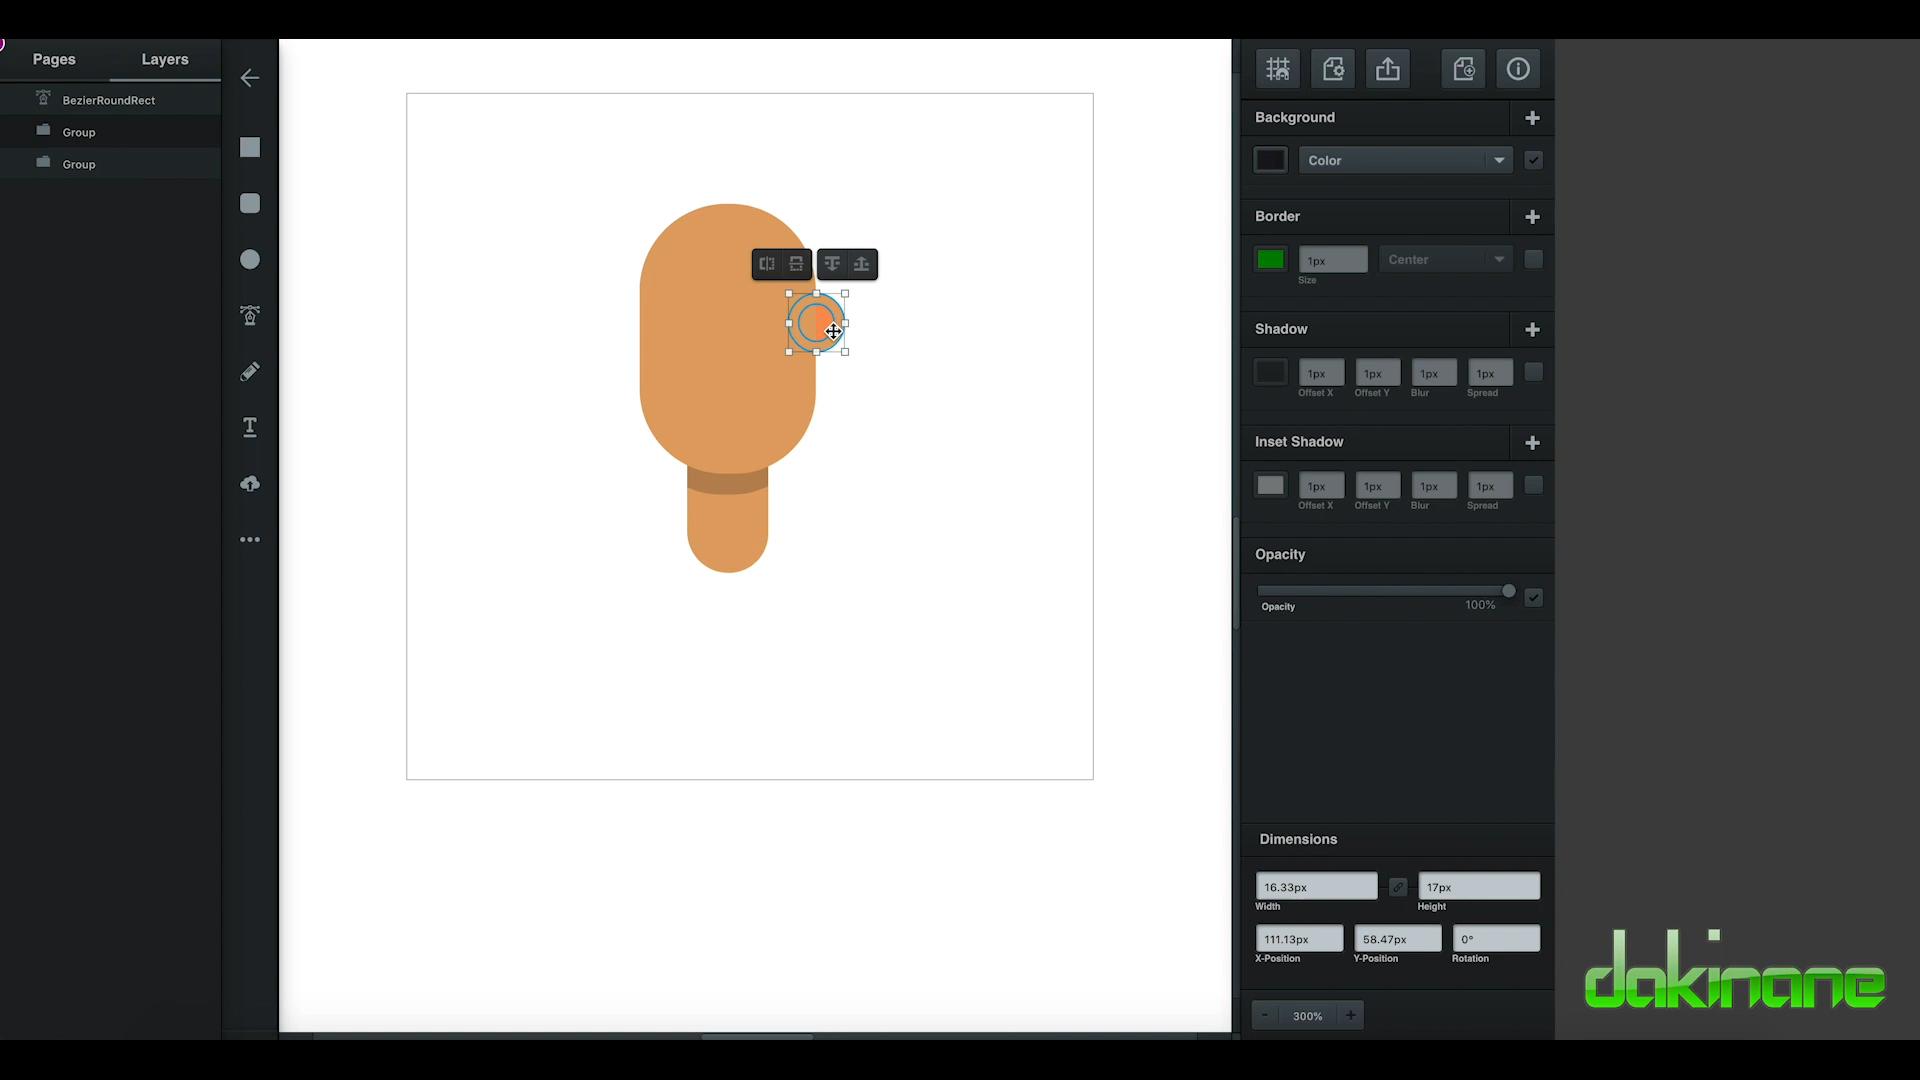 Pages
Layers
BezierRoundRect
Group
Group
Background
Color
Border
1px
Center
Size
Shadow
1px 1px 1px 1px
Offset X Offset Y Blur Spread
Inset Shadow
1px 1px 1px 1px
Offset X Offset Y Blur Spread
Opacity
Opacity 100%
Dimensions
16.33px 17px
Width Height
111.13px 58.47px 0°
X-Position Y-Position Rotation
- 300% +
dakinane